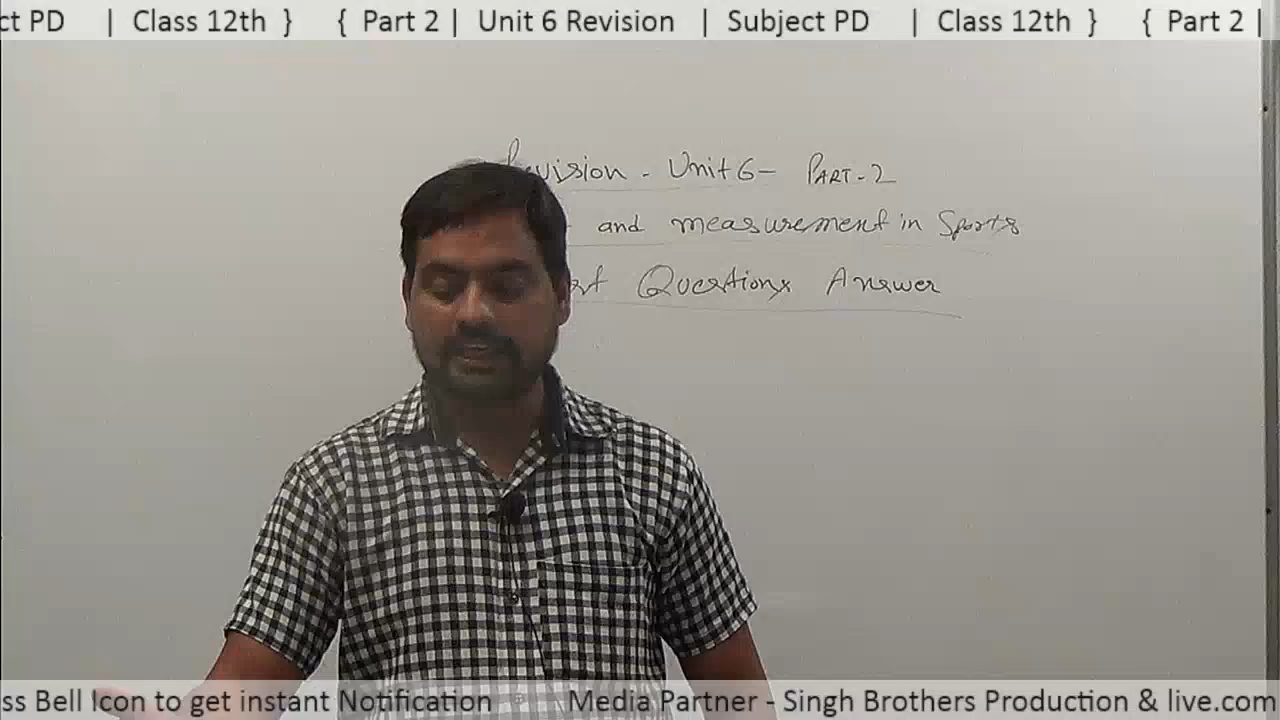 ct PD | Class 12th } { Part 2 | Unit 6 Revision | Subject PD | Class 12th } { Part 2 |
Revision - Unit 6 - PART-2
and measurement in Sports
Questions Answer
ss Bell Icon to get instant Notification Media Partner - Singh Brothers Production & live.com